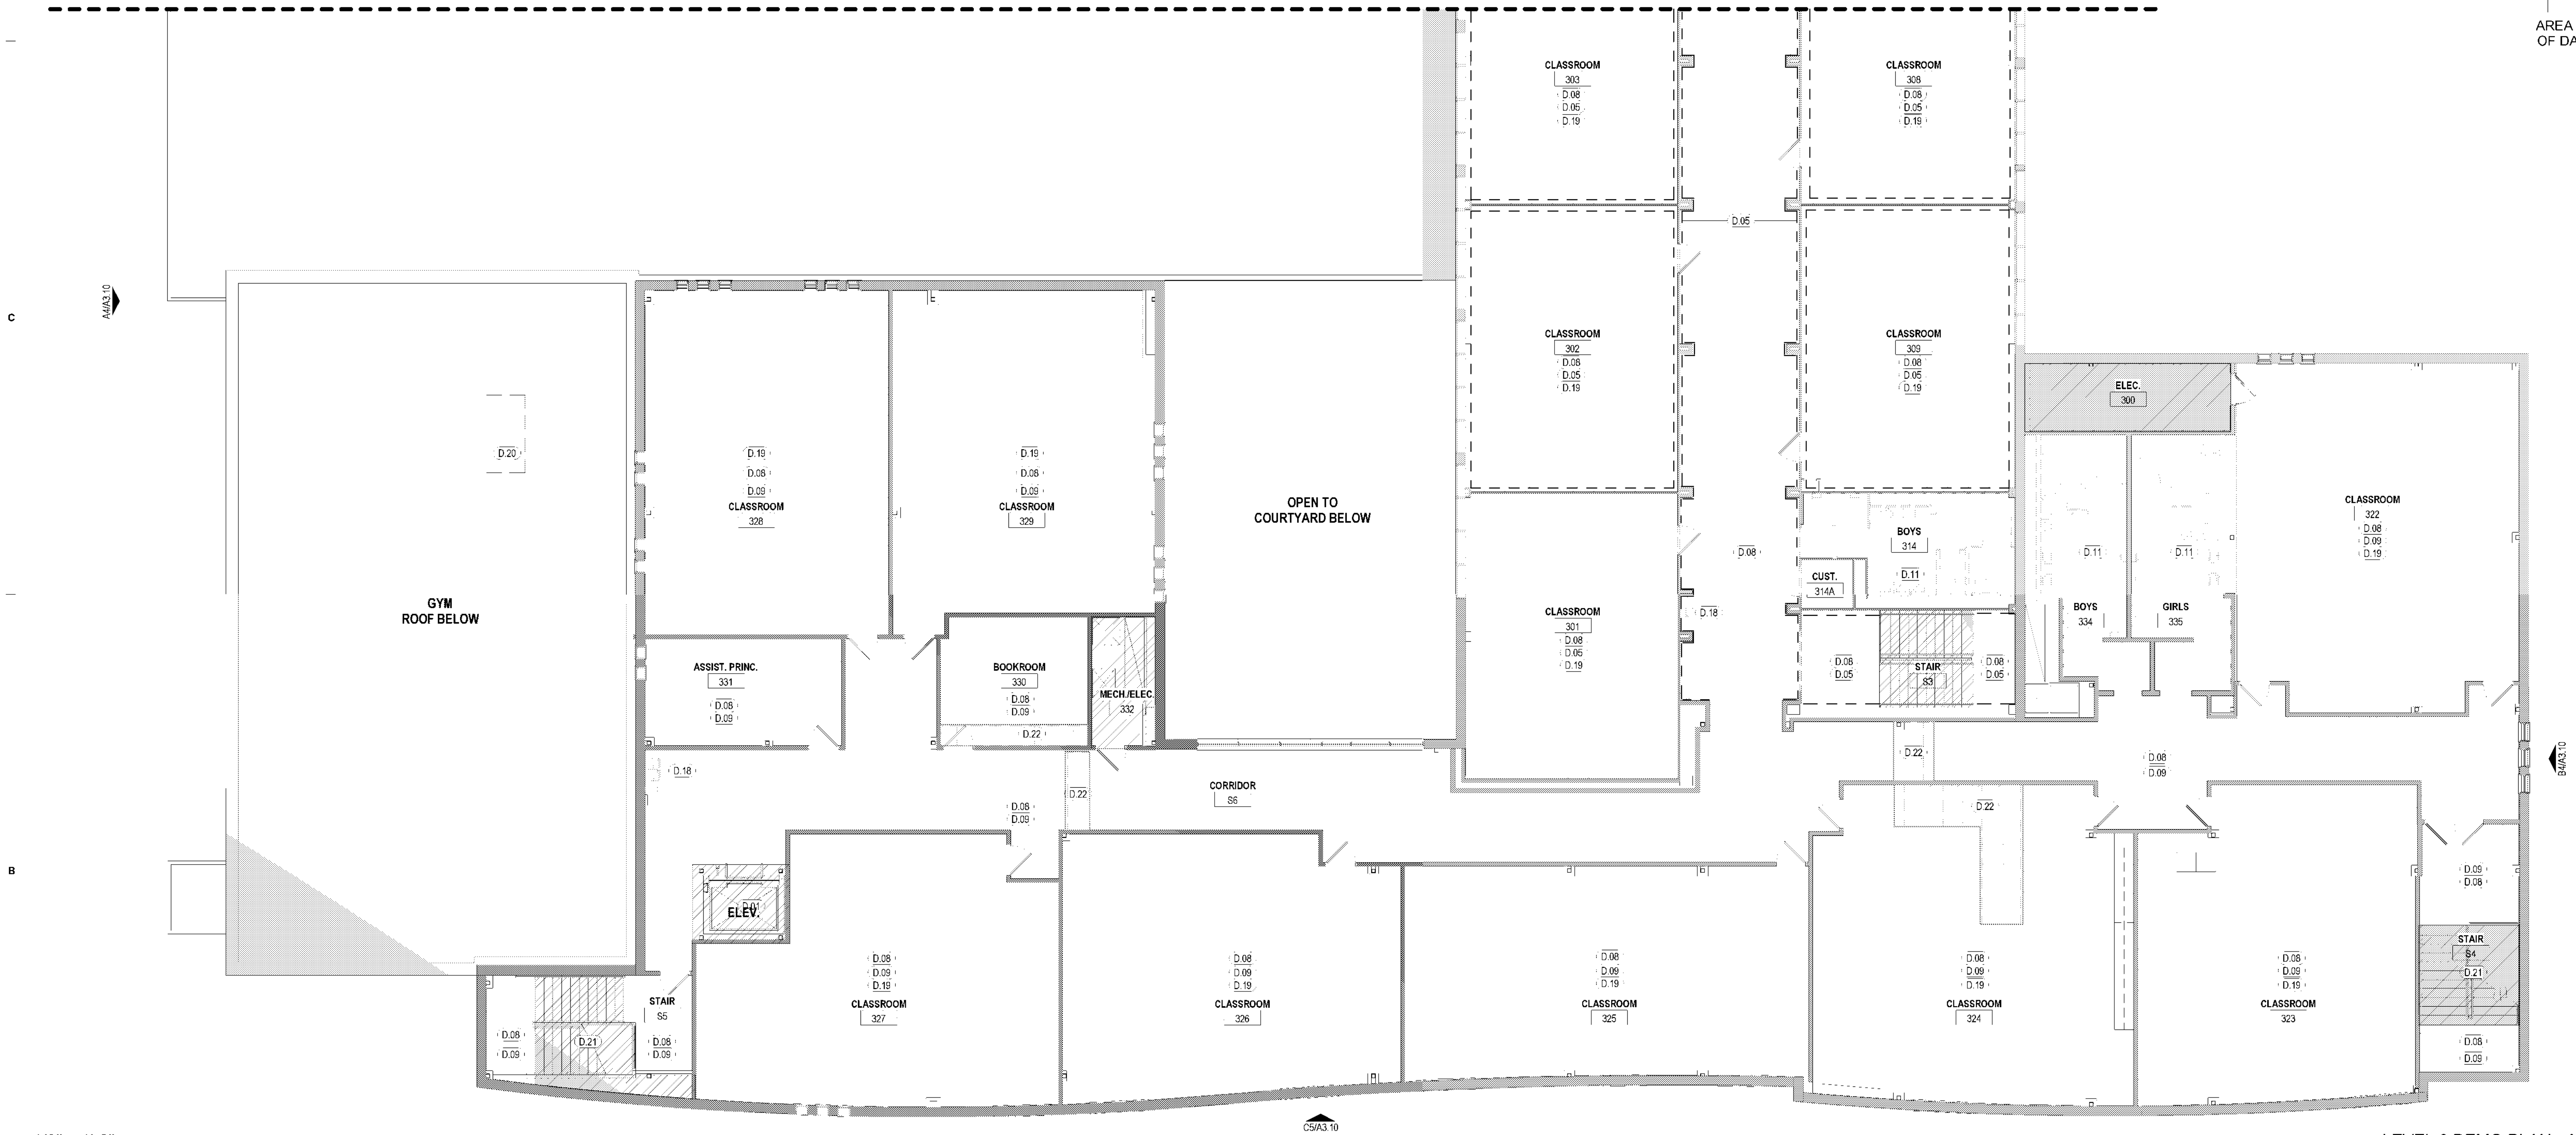 AREA
OF DA
CLASSROOM
303
D.08
D.05
D.19
CLASSROOM
308
D.08
D.05
D.19
D.05
A4/A3.10
C
CLASSROOM
302
D.08
D.05
D.19
CLASSROOM
309
D.08
D.05
D.19
ELEC.
300
D.20
D.19
D.08
D.09
CLASSROOM
328
D.19
D.08
D.09
CLASSROOM
329
OPEN TO
COURTYARD BELOW
D.08
BOYS
314
D.11
CUST.
314A
D.11
D.11
CLASSROOM
322
D.08
D.09
D.19
GYM
ROOF BELOW
CLASSROOM
301
D.08
D.05
D.19
D.18
BOYS
334
GIRLS
335
ASSIST. PRINC.
331
D.08
D.09
BOOKROOM
330
D.08
D.09
D.22
MECH./ELEC.
332
D.08
D.05
STAIR
S3
D.08
D.05
D.18
D.22
D.08
D.09
CORRIDOR
S6
D.22
D.08
D.09
B4/A3.10
D.22
B
D.01
ELEV.
D.09
D.08
D.08
D.09
D.19
CLASSROOM
327
D.08
D.09
D.19
CLASSROOM
326
D.08
D.09
D.19
CLASSROOM
325
D.08
D.09
D.19
CLASSROOM
324
D.08
D.09
D.19
CLASSROOM
323
STAIR
S4
D.21
STAIR
S5
D.08
D.09
D.21
D.08
D.09
D.08
D.09
C5/A3.10